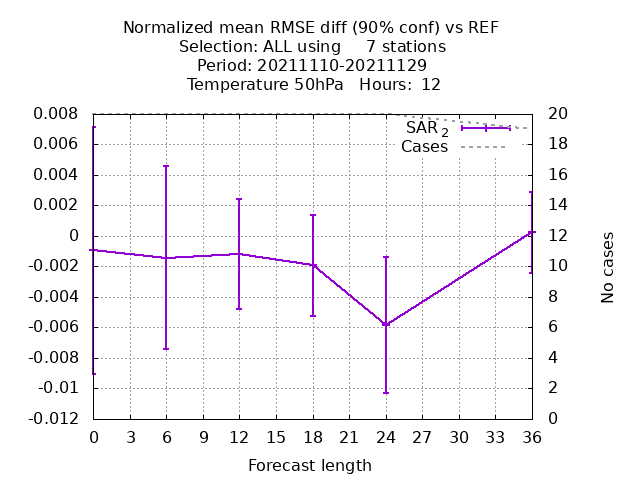 Normalized mean RMSE diff (90% conf) vs REF
Selection: ALL using     7 stations
Period: 20211110-20211129
Temperature 50hPa   Hours:  12
0.008
0.006
0.004
0.002
0
-0.002
-0.004
-0.006
-0.008
-0.01
-0.012
SAR 2
Cases
20
18
16
14
12
10
8
6
4
2
0
No cases
0 3 6 9 12 15 18 21 24 27 30 33 36
Forecast length